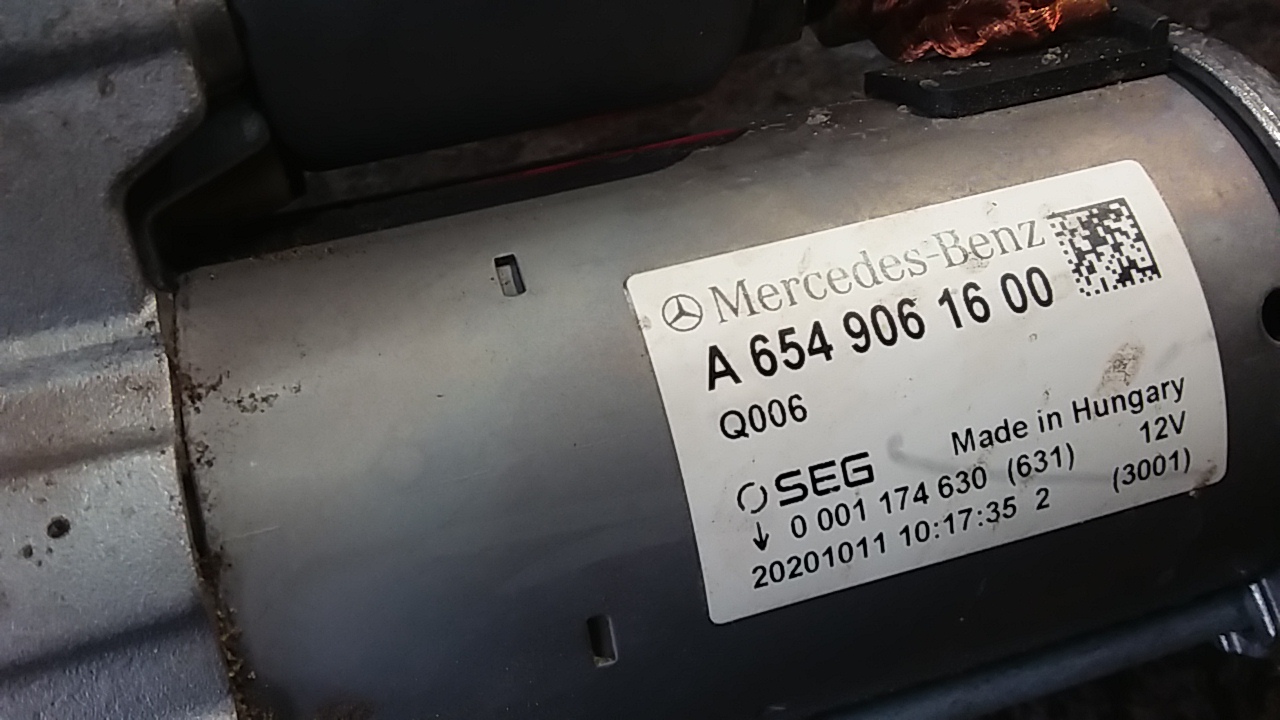 Mercedes-Benz
A 654 906 16 00
Q006
Made in Hungary
SEG 12V
0 001 174 630 (631) (3001)
20201011 10:17:35 2